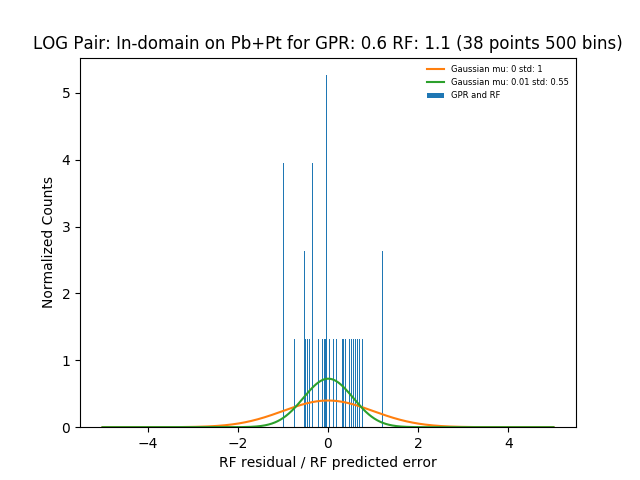 LOG Pair: In-domain on Pb+Pt for GPR: 0.6 RF: 1.1 (38 points 500 bins)
Gaussian mu: 0 std: 1
Gaussian mu: 0.01 std: 0.55
GPR and RF
Normalized Counts
5
4
3
2
1
0
−4 −2 0 2 4
RF residual / RF predicted error